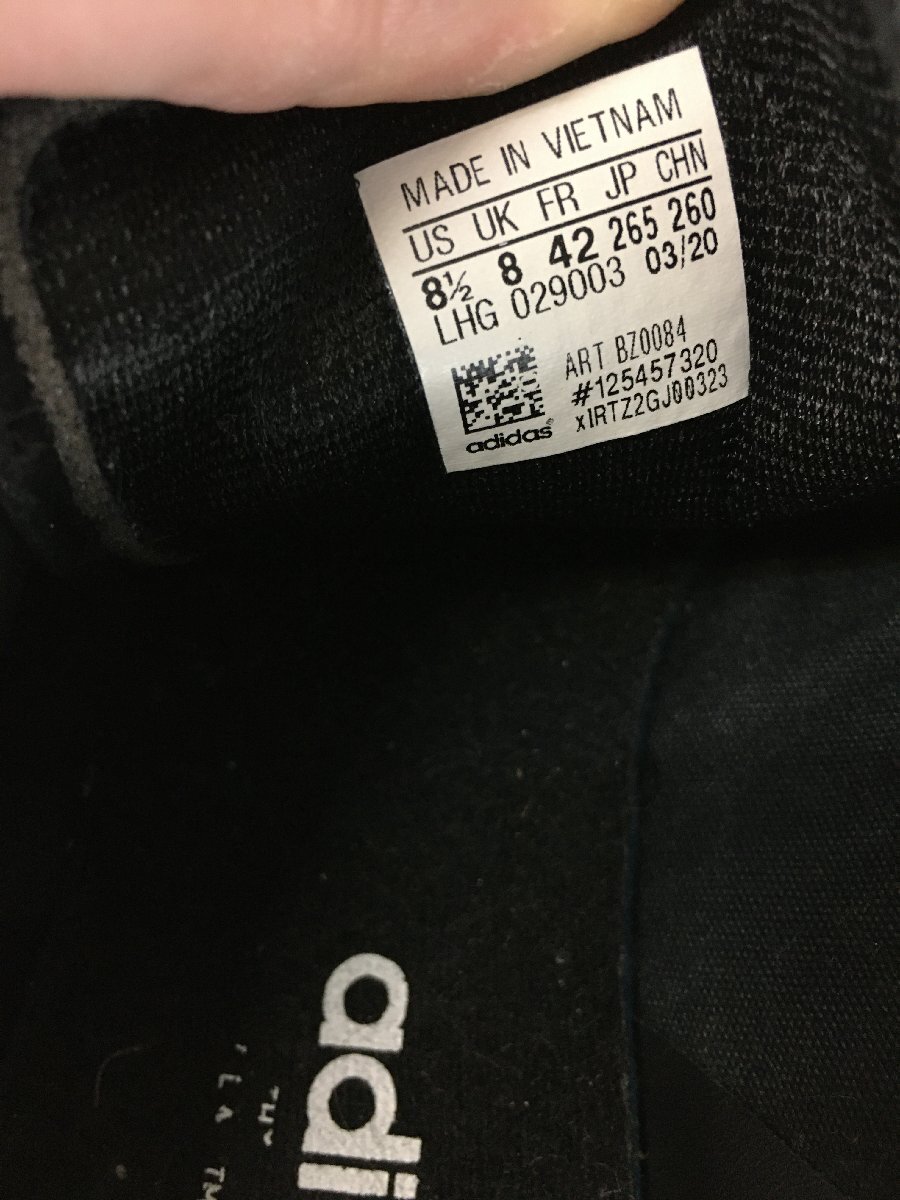 MADE IN VIETNAM
US UK FR JP CHN
8½ 8 42 265 260
LHG 029003 03/20
ART BZ0084
#125457320
xIRTZ2GJ00323
adidas®
adi